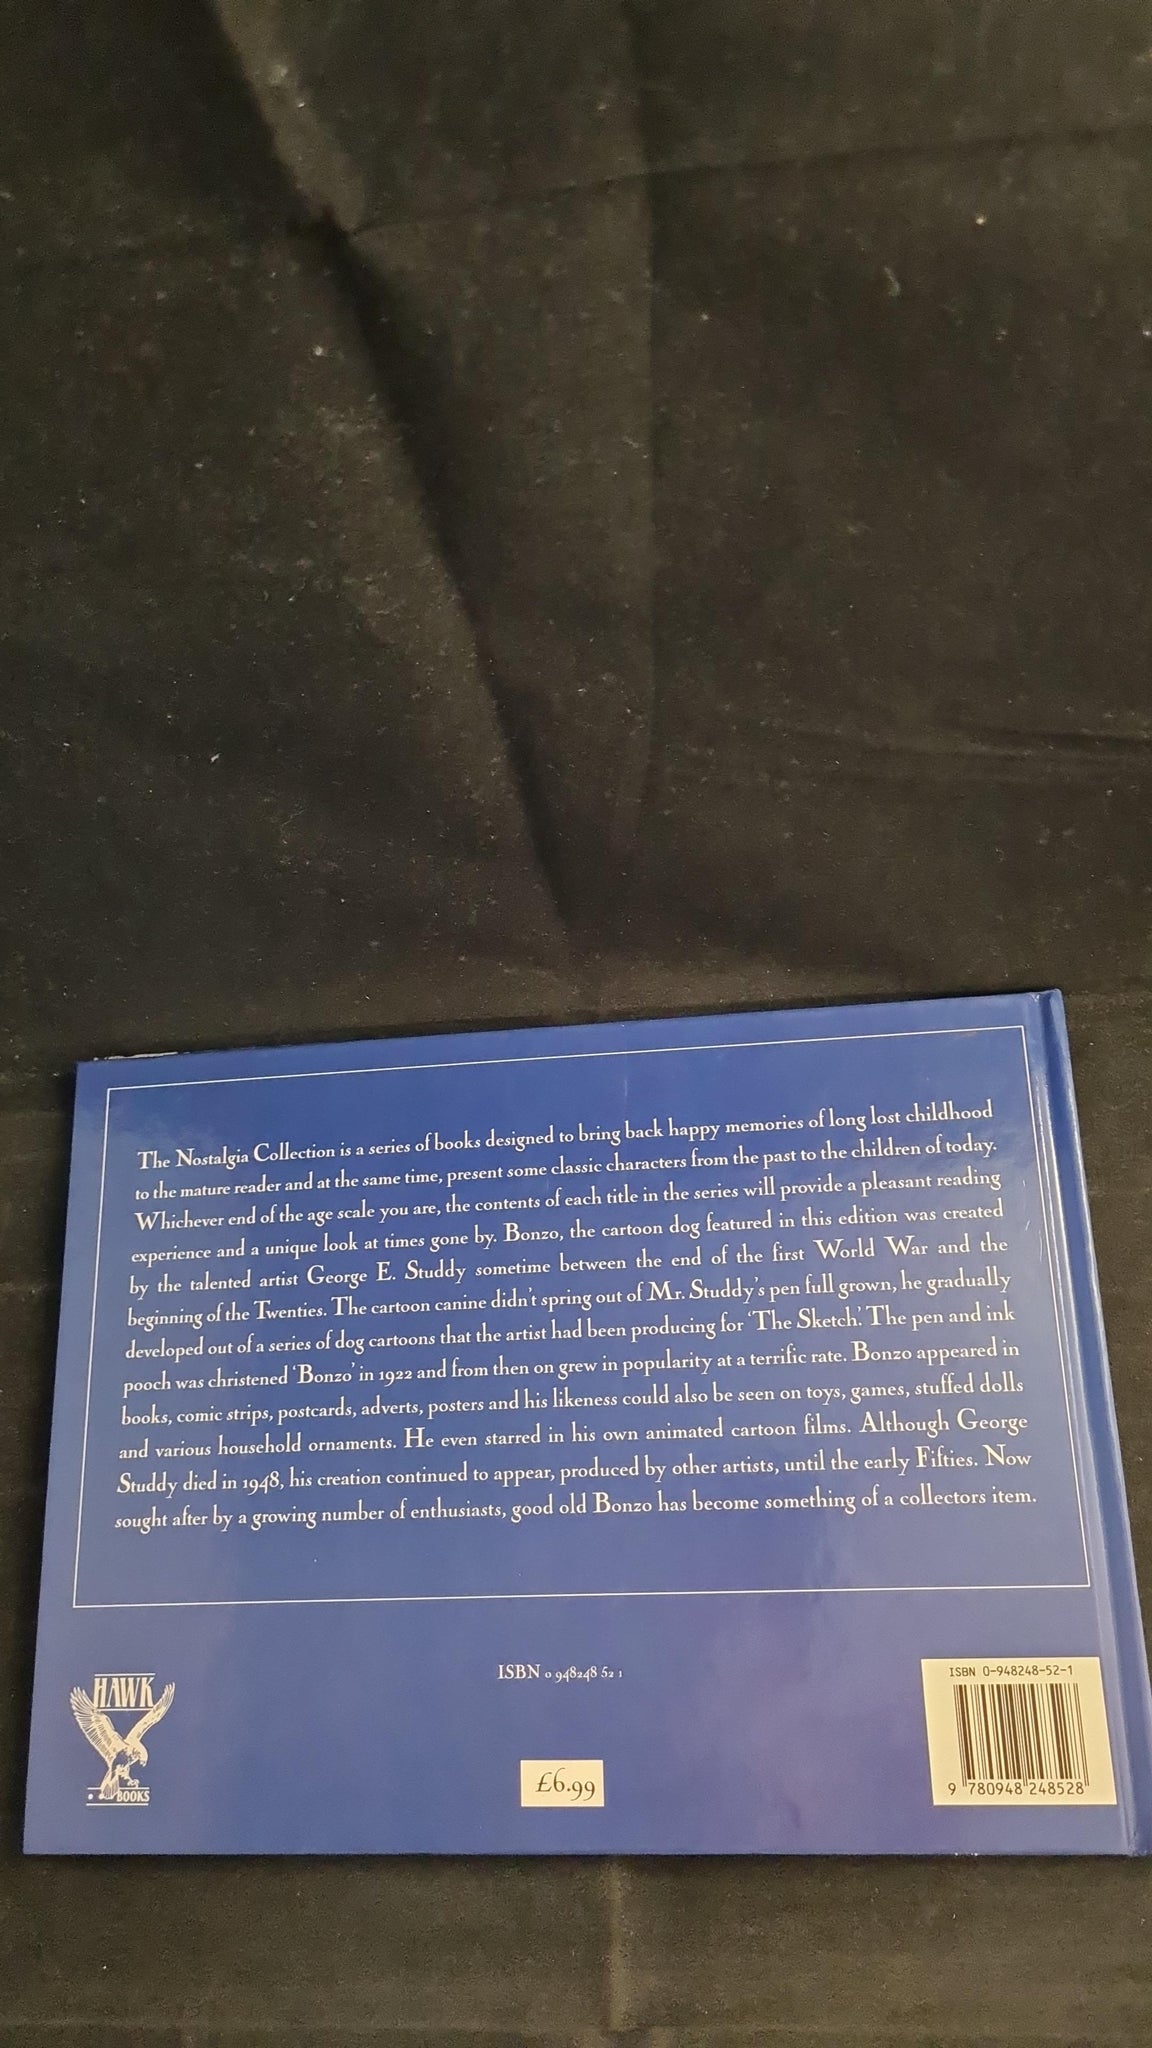 The Nostalgia Collection is a series of books designed to bring back happy memories of long lost childhood
to the mature reader and at the same time, present some classic characters from the past to the children of today.
Whichever end of the age scale you are, the contents of each title in the series will provide a pleasant reading
experience and a unique look at times gone by. Bonzo, the cartoon dog featured in this edition was created
by the talented artist George E. Studdy sometime between the end of the first World War and the
beginning of the Twenties. The cartoon canine didn't spring out of Mr. Studdy's pen full grown, he gradually
developed out of a series of dog cartoons that the artist had been producing for 'The Sketch.' The pen and ink
pooch was christened 'Bonzo' in 1922 and from then on grew in popularity at a terrific rate. Bonzo appeared in
books, comic strips, postcards, adverts, posters and his likeness could also be seen on toys, games, stuffed dolls
and various household ornaments. He even starred in his own animated cartoon films. Although George
Studdy died in 1948, his creation continued to appear, produced by other artists, until the early Fifties. Now
sought after by a growing number of enthusiasts, good old Bonzo has become something of a collectors item.
HAWK
BOOKS
ISBN 0 948248 52 1
£6.99
ISBN 0-948248-52-1
9 780948 248528